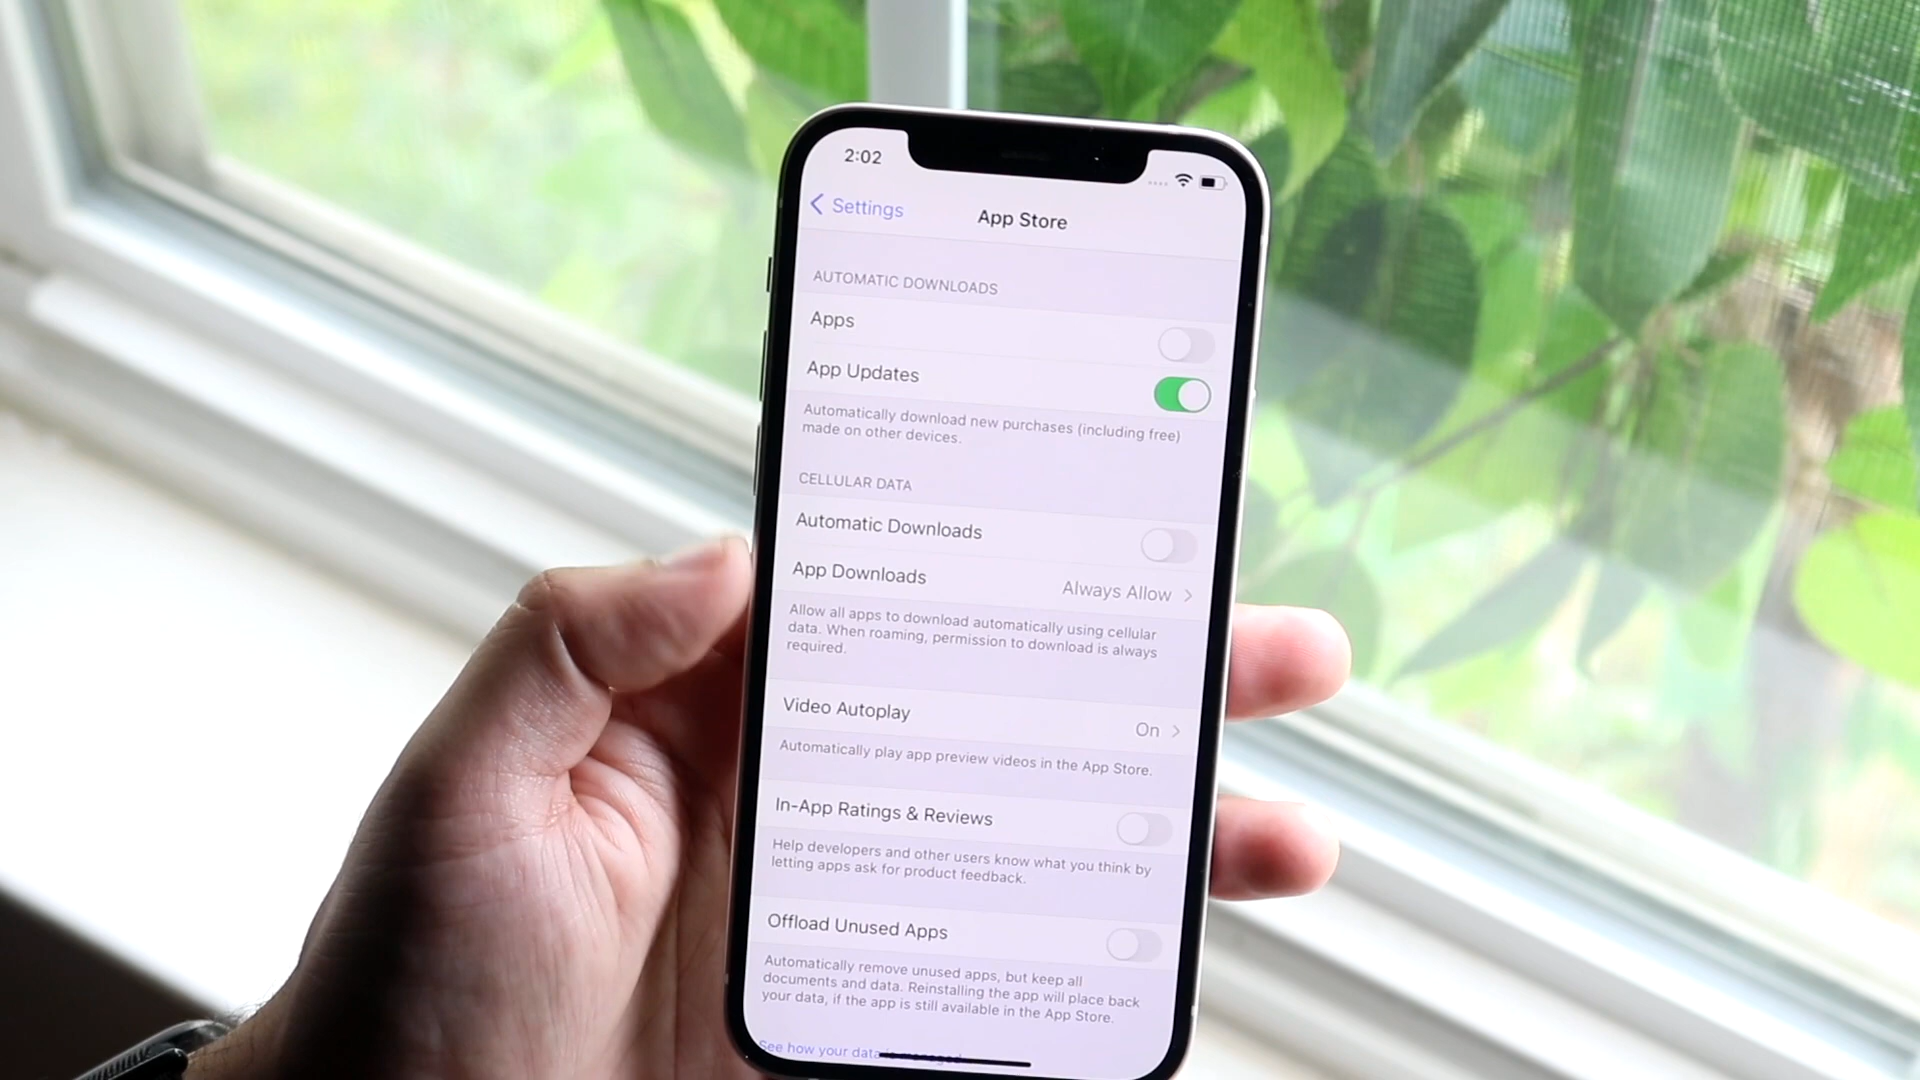 2:02
Settings
App Store
AUTOMATIC DOWNLOADS
Apps
App Updates
Automatically download new purchases (including free)
made on other devices.
CELLULAR DATA
Automatic Downloads
App Downloads
Always Allow
Allow all apps to download automatically using cellular
data. When roaming, permission to download is always
required.
Video Autoplay
On
Automatically play app preview videos in the App Store.
In-App Ratings & Reviews
Help developers and other users know what you think by
letting apps ask for product feedback.
Offload Unused Apps
Automatically remove unused apps, but keep all
documents and data. Reinstalling the app will place back
your data, if the app is still available in the App Store.
See how your data is managed